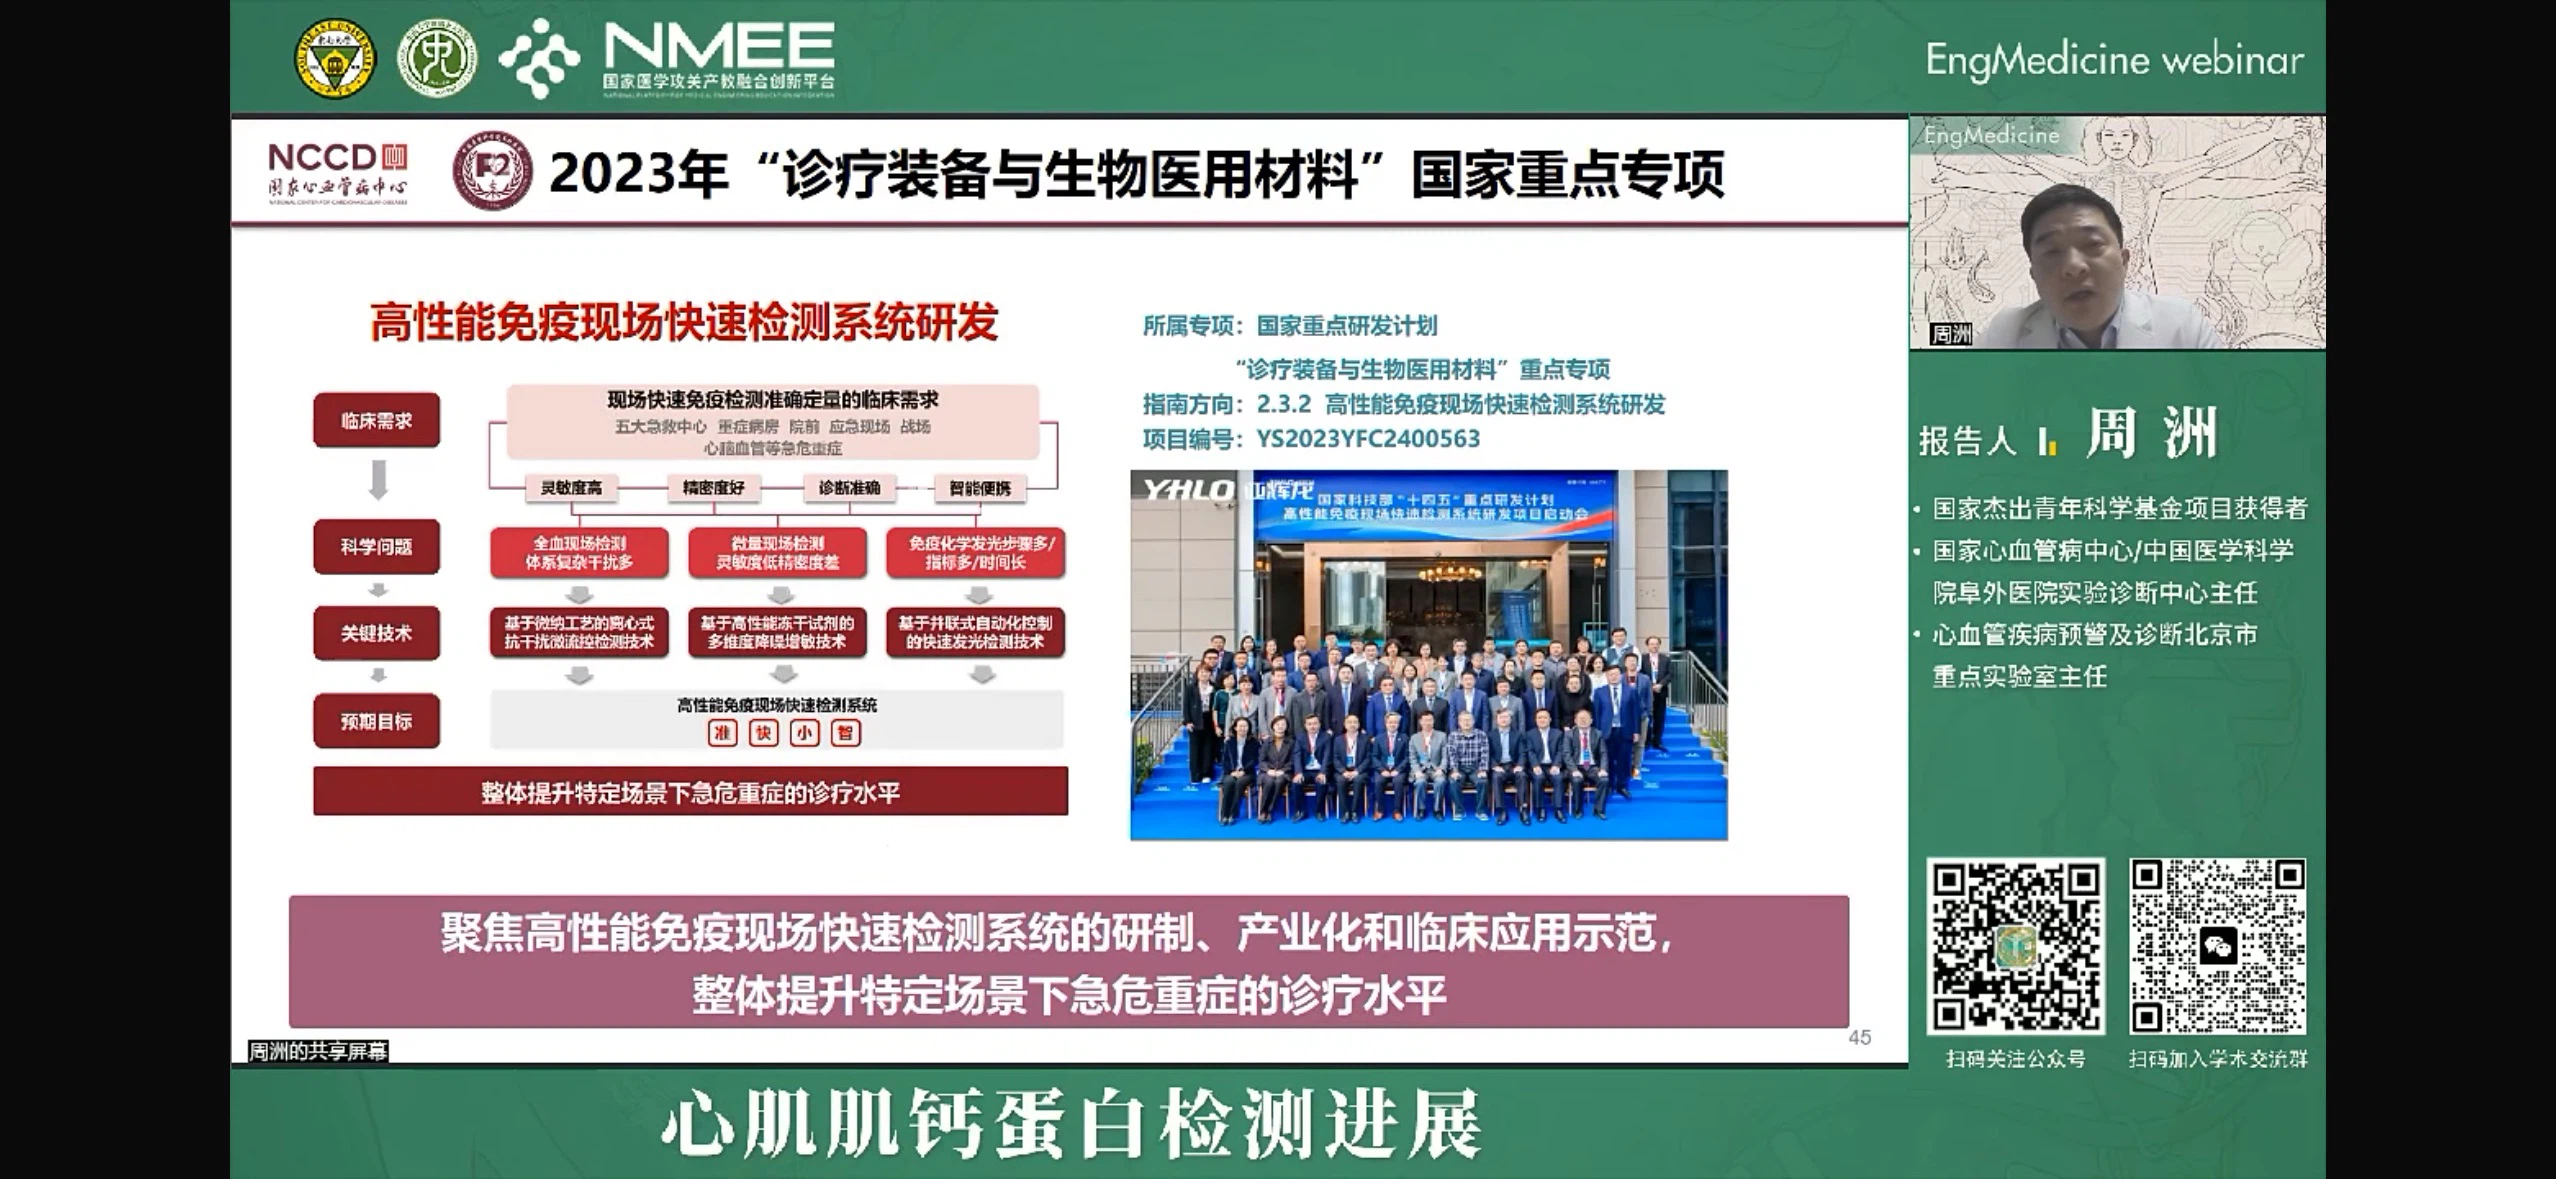 NMEE
国家医学攻关产教融合创新平台
EngMedicine webinar
NCCD
国家心血管病中心
NATIONAL CENTER FOR CARDIOVASCULAR DISEASES
2023年“诊疗装备与生物医用材料”国家重点专项
高性能免疫现场快速检测系统研发
临床需求
现场快速免疫检测准确定量的临床需求
五大急救中心 重症病房 院前 应急现场 战场
心脑血管等急危重症
灵敏度高
精密度好
诊断准确
智能便携
科学问题
全血现场检测
体系复杂干扰多
微量现场检测
灵敏度低精密度差
免疫化学发光步骤多/
指标多/时间长
关键技术
基于微纳工艺的离心式
抗干扰微流控检测技术
基于高性能冻干试剂的
多维度降噪增敏技术
基于并联式自动化控制
的快速发光检测技术
预期目标
高性能免疫现场快速检测系统
准 快 小 智
整体提升特定场景下急危重症的诊疗水平
所属专项：国家重点研发计划
“诊疗装备与生物医用材料”重点专项
指南方向：2.3.2 高性能免疫现场快速检测系统研发
项目编号：YS2023YFC2400563
YHLO 亚辉龙
国家科技部“十四五”重点研发计划
高性能免疫现场快速检测系统研发项目启动会
聚焦高性能免疫现场快速检测系统的研制、产业化和临床应用示范，
整体提升特定场景下急危重症的诊疗水平
45
周洲的共享屏幕
EngMedicine
周洲
报告人 周洲
• 国家杰出青年科学基金项目获得者
• 国家心血管病中心/中国医学科学
院阜外医院实验诊断中心主任
• 心血管疾病预警及诊断北京市
重点实验室主任
扫码关注公众号
扫码加入学术交流群
心肌肌钙蛋白检测进展